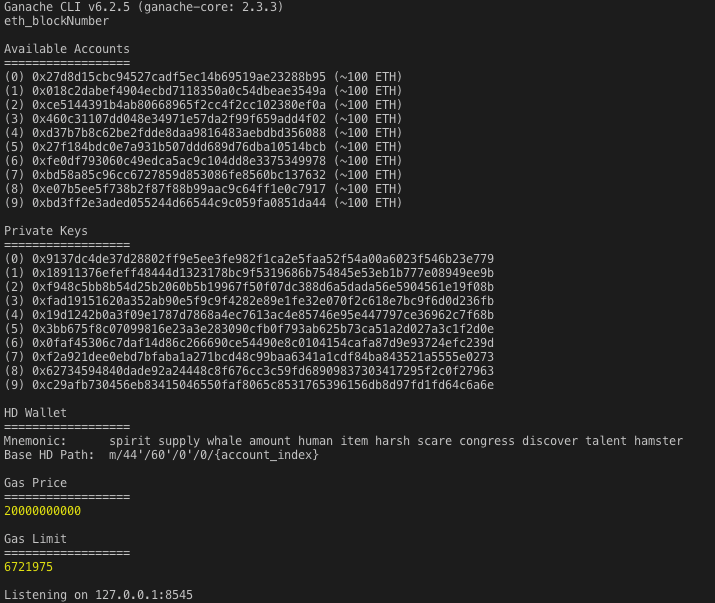 Ganache CLI v6.2.5 (ganache-core: 2.3.3)
eth_blockNumber
Available Accounts
==================
(0) 0x27d8d15cbc94527cadf5ec14b69519ae23288b95 (~100 ETH)
(1) 0x018c2dabef4904ecbd7118350a0c54dbeae3549a (~100 ETH)
(2) 0xce5144391b4ab80668965f2cc4f2cc102380ef0a (~100 ETH)
(3) 0x460c31107dd048e34971e57da2f99f659add4f02 (~100 ETH)
(4) 0xd37b7b8c62be2fdde8daa9816483aebdbd356088 (~100 ETH)
(5) 0x27f184bdc0e7a931b507ddd689d76dba10514bcb (~100 ETH)
(6) 0xfe0df793060c49edca5ac9c104dd8e3375349978 (~100 ETH)
(7) 0xbd58a85c96cc6727859d853086fe8560bc137632 (~100 ETH)
(8) 0xe07b5ee5f738b2f87f88b99aac9c64ff1e0c7917 (~100 ETH)
(9) 0xbd3ff2e3aded055244d66544c9c059fa0851da44 (~100 ETH)
Private Keys
==================
(0) 0x9137dc4de37d28802ff9e5ee3fe982f1ca2e5faa52f54a00a6023f546b23e779
(1) 0x18911376efeff48444d1323178bc9f5319686b754845e53eb1b777e08949ee9b
(2) 0xf948c5bb8b54d25b2060b5b19967f50f07dc388d6a5dada56e5904561e19f08b
(3) 0xfad19151620a352ab90e5f9c9f4282e89e1fe32e070f2c618e7bc9f6d0d236fb
(4) 0x19d1242b0a3f09e1787d7868a4ec7613ac4e85746e95e447797ce36962c7f68b
(5) 0x3bb675f8c07099816e23a3e283090cfb0f793ab625b73ca51a2d027a3c1f2d0e
(6) 0x0faf45306c7daf14d86c266690ce54490e8c0104154cafa87d9e93724efc239d
(7) 0xf2a921dee0ebd7bfaba1a271bcd48c99baa6341a1cdf84ba843521a5555e0273
(8) 0x62734594840dade92a24448c8f676cc3c59fd68909837303417295f2c0f27963
(9) 0xc29afb730456eb83415046550faf8065c8531765396156db8d97fd1fd64c6a6e
HD Wallet
==================
Mnemonic:      spirit supply whale amount human item harsh scare congress discover talent hamster
Base HD Path:  m/44'/60'/0'/0/{account_index}
Gas Price
==================
20000000000
Gas Limit
==================
6721975
Listening on 127.0.0.1:8545